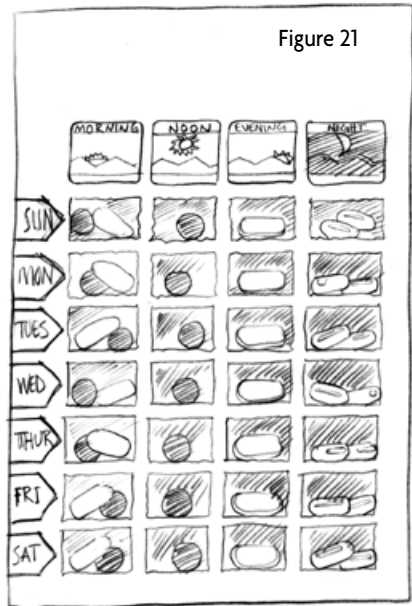 Figure 21
MORNING NOON EVENING NIGHT
SUN
MON
TUES
WED
THUR
FRI
SAT